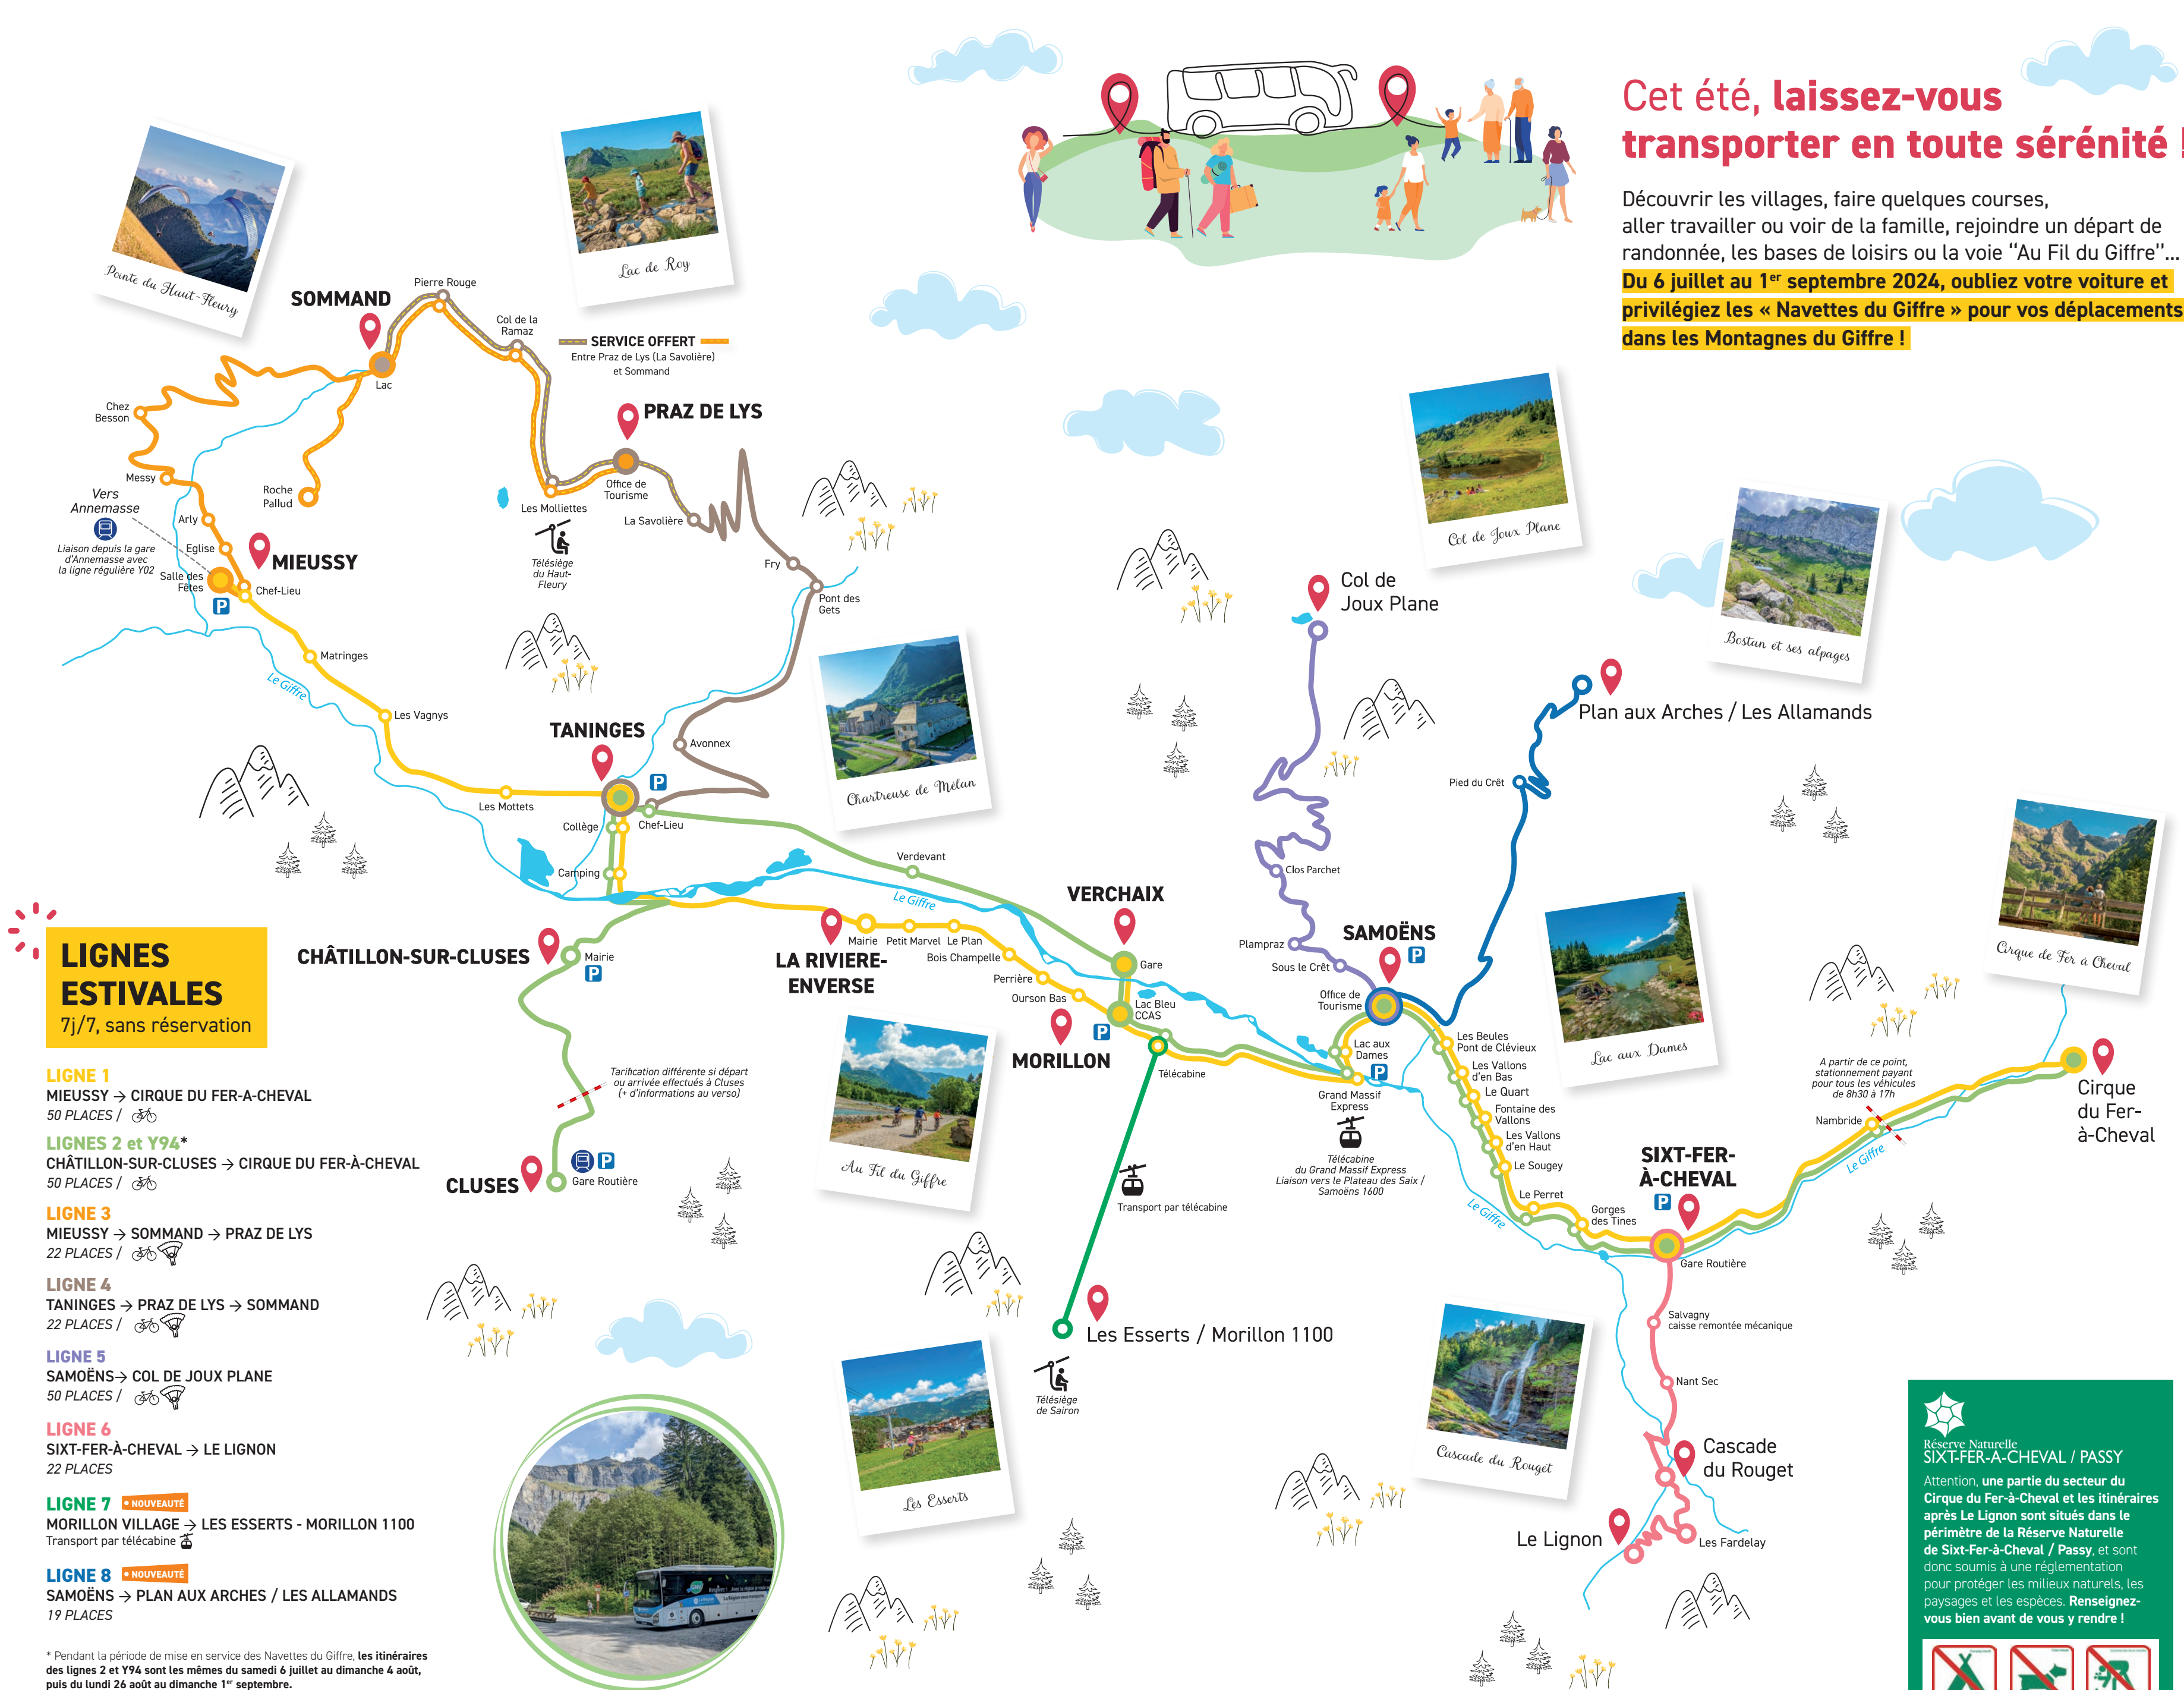 Cet été, laissez-vous
transporter en toute sérénité !
Découvrir les villages, faire quelques courses,
aller travailler ou voir de la famille, rejoindre un départ de
randonnée, les bases de loisirs ou la voie ‘‘Au Fil du Giffre’’...
Du 6 juillet au 1er septembre 2024, oubliez votre voiture et
privilégiez les « Navettes du Giffre » pour vos déplacements
dans les Montagnes du Giffre !
Pointe du Haut-Fleury
Lac de Roy
SOMMAND
Pierre Rouge
Col de la
Ramaz
SERVICE OFFERT
Entre Praz de Lys (La Savolière)
et Sommand
Lac
Chez
Besson
PRAZ DE LYS
Messy
Roche
Pallud
Office de
Tourisme
Les Molliettes
La Savolière
Télésiège
du Haut-
Fleury
Vers
Annemasse
Liaison depuis la gare
d'Annemasse avec
la ligne régulière Y02
Arly
Eglise
MIEUSSY
Salle des
Fêtes
P
Chef-Lieu
Fry
Pont des
Gets
Matringes
Le Giffre
Les Vagnys
TANINGES
P
Avonnex
Les Mottets
Collège
Chef-Lieu
Camping
Chartreuse de Mélan
Col de Joux Plane
Col de
Joux Plane
Bostan et ses alpages
Plan aux Arches / Les Allamands
Pied du Crêt
Clos Parchet
Plampraz
Sous le Crêt
Verdevant
Le Giffre
VERCHAIX
Gare
CHÂTILLON-SUR-CLUSES
Mairie
P
LA RIVIERE-
ENVERSE
Mairie
Petit Marvel
Le Plan
Bois Champelle
Perrière
Ourson Bas
Lac Bleu
CCAS
P
MORILLON
Télécabine
SAMOËNS
P
Office de
Tourisme
Lac aux
Dames
P
Grand Massif
Express
Télécabine
du Grand Massif Express
Liaison vers le Plateau des Saix /
Samoëns 1600
Les Beules
Pont de Clévieux
Les Vallons
d'en Bas
Le Quart
Fontaine des
Vallons
Les Vallons
d'en Haut
Le Sougey
Le Perret
Gorges
des Tines
Le Giffre
Lac aux Dames
Cirque de Fer à Cheval
A partir de ce point,
stationnement payant
pour tous les véhicules
de 8h30 à 17h
Nambride
Le Giffre
Cirque
du Fer-
à-Cheval
SIXT-FER-
À-CHEVAL
P
Gare Routière
Salvagny
caisse remontée mécanique
Nant Sec
Cascade
du Rouget
Le Lignon
Les Fardelay
Cascade du Rouget
Tarification différente si départ
ou arrivée effectués à Cluses
(+ d'informations au verso)
CLUSES
P
Gare Routière
Au Fil du Giffre
Transport par télécabine
Les Esserts / Morillon 1100
Télésiège
de Sairon
Les Esserts
LIGNES
ESTIVALES
7j/7, sans réservation
LIGNE 1
MIEUSSY → CIRQUE DU FER-A-CHEVAL
50 PLACES /
LIGNES 2 et Y94*
CHÂTILLON-SUR-CLUSES → CIRQUE DU FER-À-CHEVAL
50 PLACES /
LIGNE 3
MIEUSSY → SOMMAND → PRAZ DE LYS
22 PLACES /
LIGNE 4
TANINGES → PRAZ DE LYS → SOMMAND
22 PLACES /
LIGNE 5
SAMOËNS→ COL DE JOUX PLANE
50 PLACES /
LIGNE 6
SIXT-FER-À-CHEVAL → LE LIGNON
22 PLACES
LIGNE 7 • NOUVEAUTÉ
MORILLON VILLAGE → LES ESSERTS - MORILLON 1100
Transport par télécabine
LIGNE 8 • NOUVEAUTÉ
SAMOËNS → PLAN AUX ARCHES / LES ALLAMANDS
19 PLACES
* Pendant la période de mise en service des Navettes du Giffre, les itinéraires
des lignes 2 et Y94 sont les mêmes du samedi 6 juillet au dimanche 4 août,
puis du lundi 26 août au dimanche 1er septembre.
Réserve Naturelle
SIXT-FER-A-CHEVAL / PASSY
Attention, une partie du secteur du
Cirque du Fer-à-Cheval et les itinéraires
après Le Lignon sont situés dans le
périmètre de la Réserve Naturelle
de Sixt-Fer-à-Cheval / Passy, et sont
donc soumis à une réglementation
pour protéger les milieux naturels, les
paysages et les espèces. Renseignez-
vous bien avant de vous y rendre !